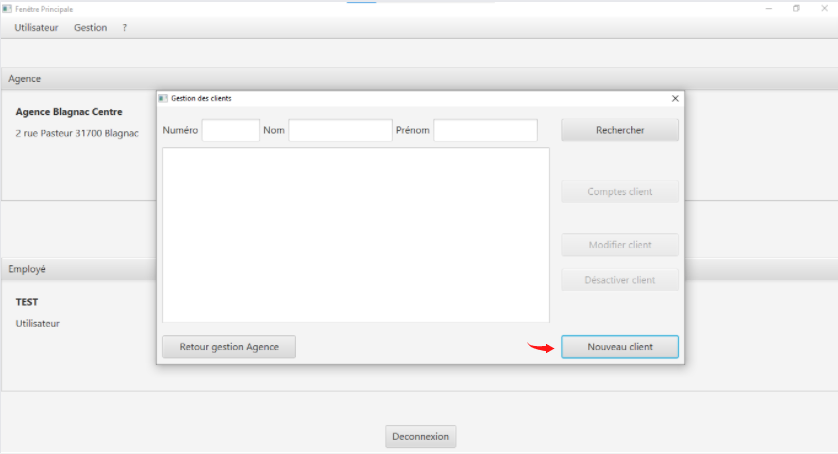 Fenêtre Principale
Utilisateur Gestion ?
Agence
Agence Blagnac Centre
2 rue Pasteur 31700 Blagnac
Gestion des clients
Numéro Nom Prénom Rechercher
Comptes client
Modifier client
Désactiver client
Retour gestion Agence Nouveau client
Employé
TEST
Utilisateur
Deconnexion